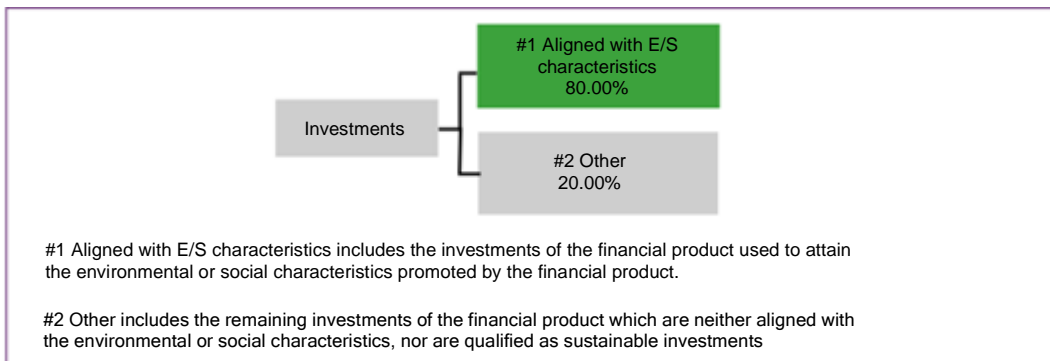 #1 Aligned with E/S
characteristics
80.00%
Investments
#2 Other
20.00%
#1 Aligned with E/S characteristics includes the investments of the financial product used to attain
the environmental or social characteristics promoted by the financial product.
#2 Other includes the remaining investments of the financial product which are neither aligned with
the environmental or social characteristics, nor are qualified as sustainable investments